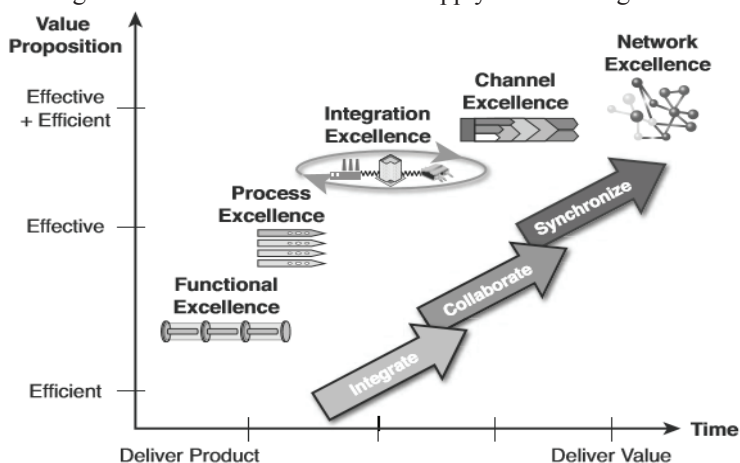 Value
Proposition
Network
Excellence
Channel
Excellence
Effective
+ Efficient
Integration
Excellence
Process
Excellence
Effective
Synchronize
Functional
Excellence
Collaborate
Integrate
Efficient
Time
Deliver Product
Deliver Value